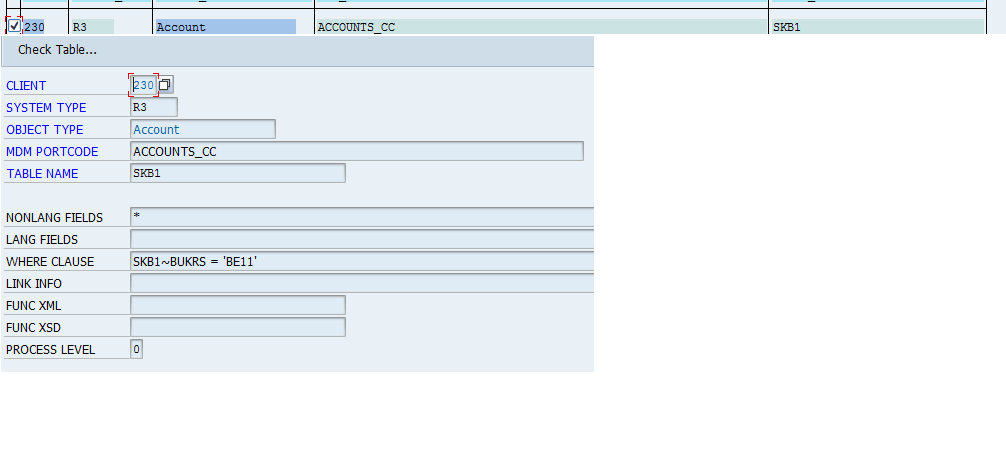 230 R3 Account ACCOUNTS_CC SKB1
Check Table...
CLIENT 230
SYSTEM TYPE R3
OBJECT TYPE Account
MDM PORTCODE ACCOUNTS_CC
TABLE NAME SKB1
NONLANG FIELDS *
LANG FIELDS
WHERE CLAUSE SKB1~BUKRS = 'BE11'
LINK INFO
FUNC XML
FUNC XSD
PROCESS LEVEL 0